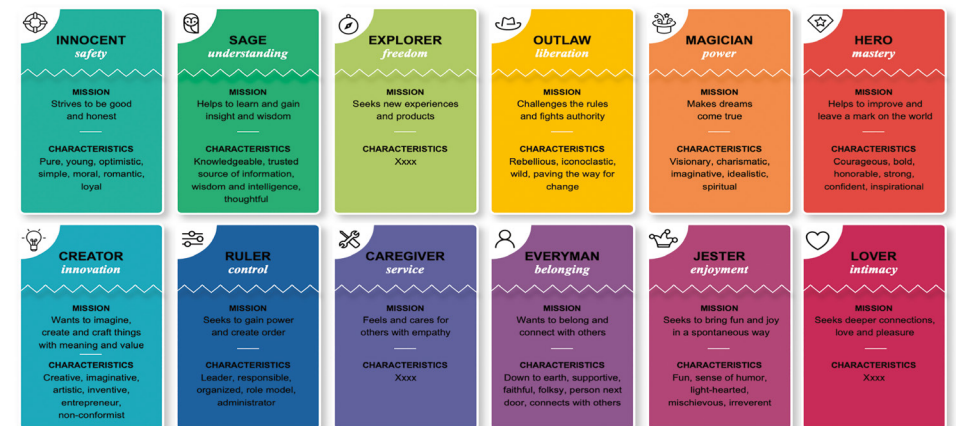 INNOCENT
safety
MISSION
Strives to be good
and honest
CHARACTERISTICS
Pure, young, optimistic,
simple, moral, romantic,
loyal
SAGE
understanding
MISSION
Helps to learn and gain
insight and wisdom
CHARACTERISTICS
Knowledgeable, trusted
source of information,
wisdom and intelligence,
thoughtful
EXPLORER
freedom
MISSION
Seeks new experiences
and products
CHARACTERISTICS
Xxxx
OUTLAW
liberation
MISSION
Challenges the rules
and fights authority
CHARACTERISTICS
Rebellious, iconoclastic,
wild, paving the way for
change
MAGICIAN
power
MISSION
Makes dreams
come true
CHARACTERISTICS
Visionary, charismatic,
imaginative, idealistic,
spiritual
HERO
mastery
MISSION
Helps to improve and
leave a mark on the world
CHARACTERISTICS
Courageous, bold,
honorable, strong,
confident, inspirational
CREATOR
innovation
MISSION
Wants to imagine,
create and craft things
with meaning and value
CHARACTERISTICS
Creative, imaginative,
artistic, inventive,
entrepreneur,
non-conformist
RULER
control
MISSION
Seeks to gain power
and create order
CHARACTERISTICS
Leader, responsible,
organized, role model,
administrator
CAREGIVER
service
MISSION
Feels and cares for
others with empathy
CHARACTERISTICS
Xxxx
EVERYMAN
belonging
MISSION
Wants to belong and
connect with others
CHARACTERISTICS
Down to earth, supportive,
faithful, folksy, person next
door, connects with others
JESTER
enjoyment
MISSION
Seeks to bring fun and joy
in a spontaneous way
CHARACTERISTICS
Fun, sense of humor,
light-hearted,
mischievous, irreverent
LOVER
intimacy
MISSION
Seeks deeper connections,
love and pleasure
CHARACTERISTICS
Xxxx